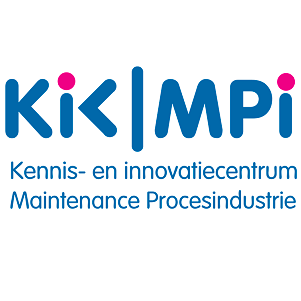 KiK|MPi
Kennis- en innovatiecentrum
Maintenance Procesindustrie